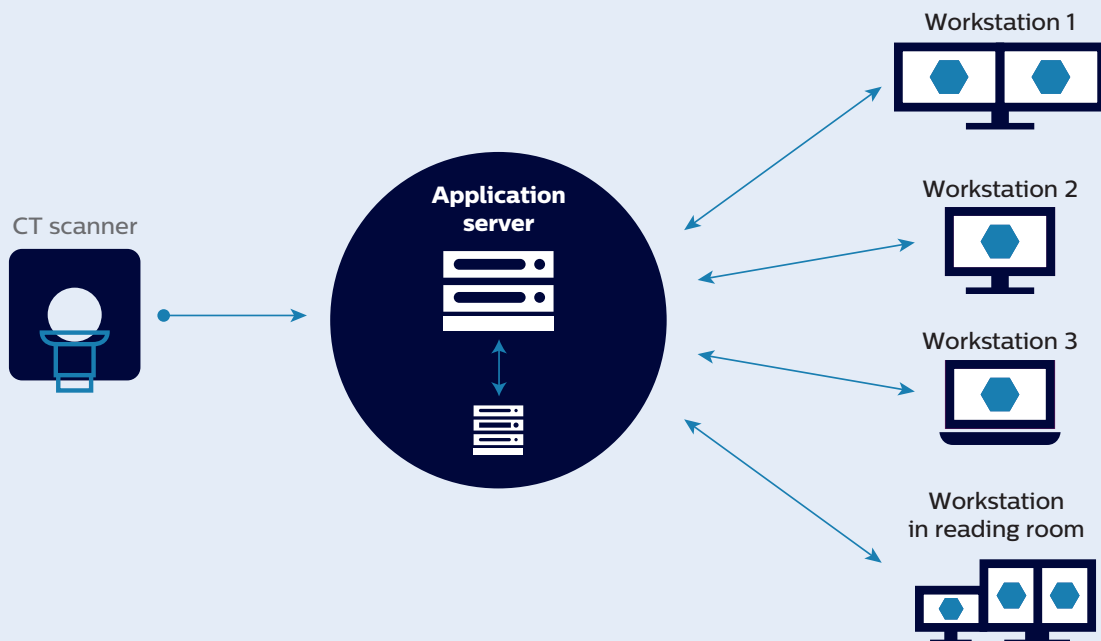 Workstation 1
Workstation 2
Application
server
CT scanner
Workstation 3
Workstation
in reading room